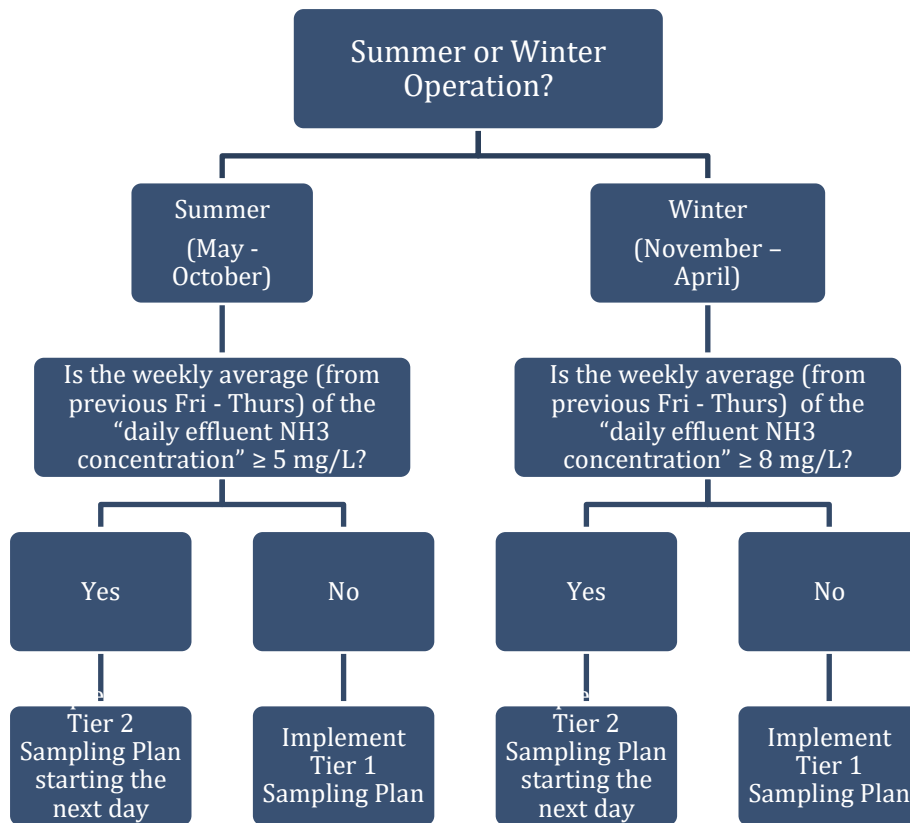 Summer or Winter
Operation?
Summer
(May -
October)
Winter
(November –
April)
Is the weekly average (from
previous Fri - Thurs) of the
“daily effluent NH3
concentration” ≥ 5 mg/L?
Is the weekly average (from
previous Fri - Thurs) of the
“daily effluent NH3
concentration” ≥ 8 mg/L?
Yes
No
Yes
No
Tier 2
Sampling Plan
starting the
next day
Implement
Tier 1
Sampling Plan
Tier 2
Sampling Plan
starting the
next day
Implement
Tier 1
Sampling Plan